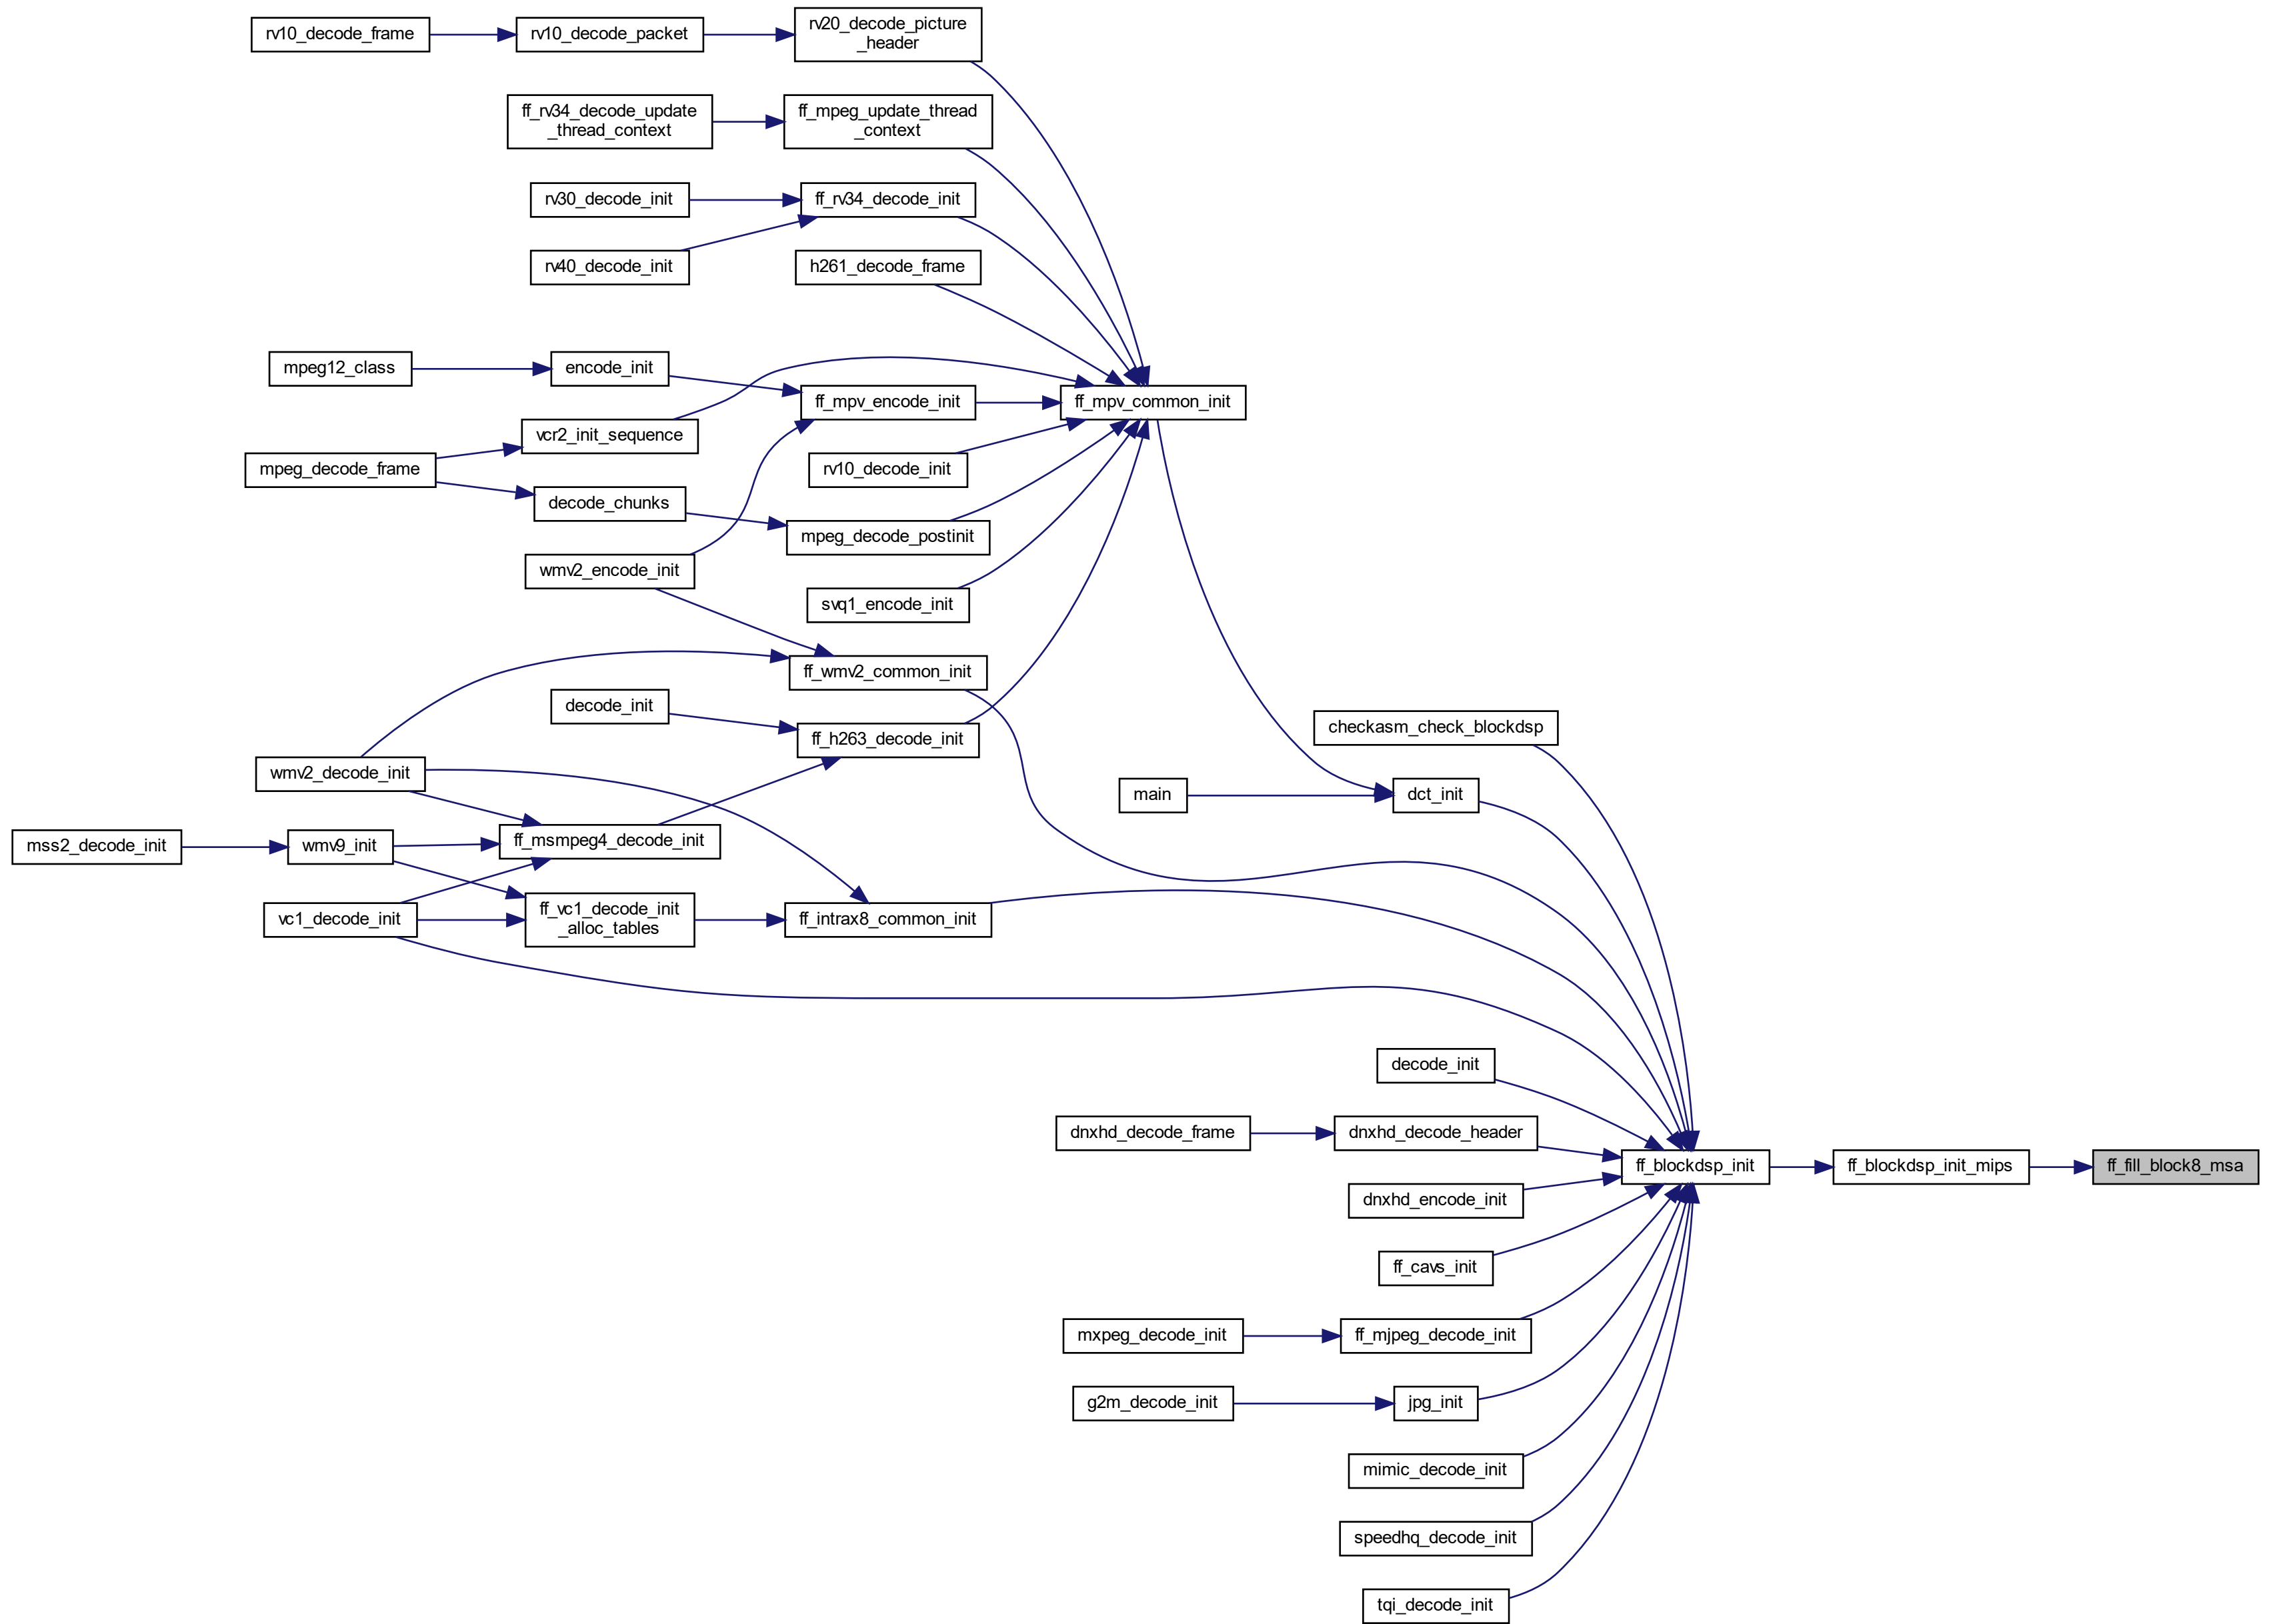 rv10_decode_frame
rv10_decode_packet
rv20_decode_picture
_header
ff_rv34_decode_update
_thread_context
ff_mpeg_update_thread
_context
rv30_decode_init
ff_rv34_decode_init
rv40_decode_init
h261_decode_frame
mpeg12_class
encode_init
ff_mpv_encode_init
ff_mpv_common_init
vcr2_init_sequence
mpeg_decode_frame
rv10_decode_init
decode_chunks
mpeg_decode_postinit
wmv2_encode_init
svq1_encode_init
ff_wmv2_common_init
decode_init
ff_h263_decode_init
checkasm_check_blockdsp
wmv2_decode_init
main
dct_init
mss2_decode_init
wmv9_init
ff_msmpeg4_decode_init
vc1_decode_init
ff_vc1_decode_init
_alloc_tables
ff_intrax8_common_init
decode_init
dnxhd_decode_frame
dnxhd_decode_header
ff_blockdsp_init
ff_blockdsp_init_mips
ff_fill_block8_msa
dnxhd_encode_init
ff_cavs_init
mxpeg_decode_init
ff_mjpeg_decode_init
g2m_decode_init
jpg_init
mimic_decode_init
speedhq_decode_init
tqi_decode_init